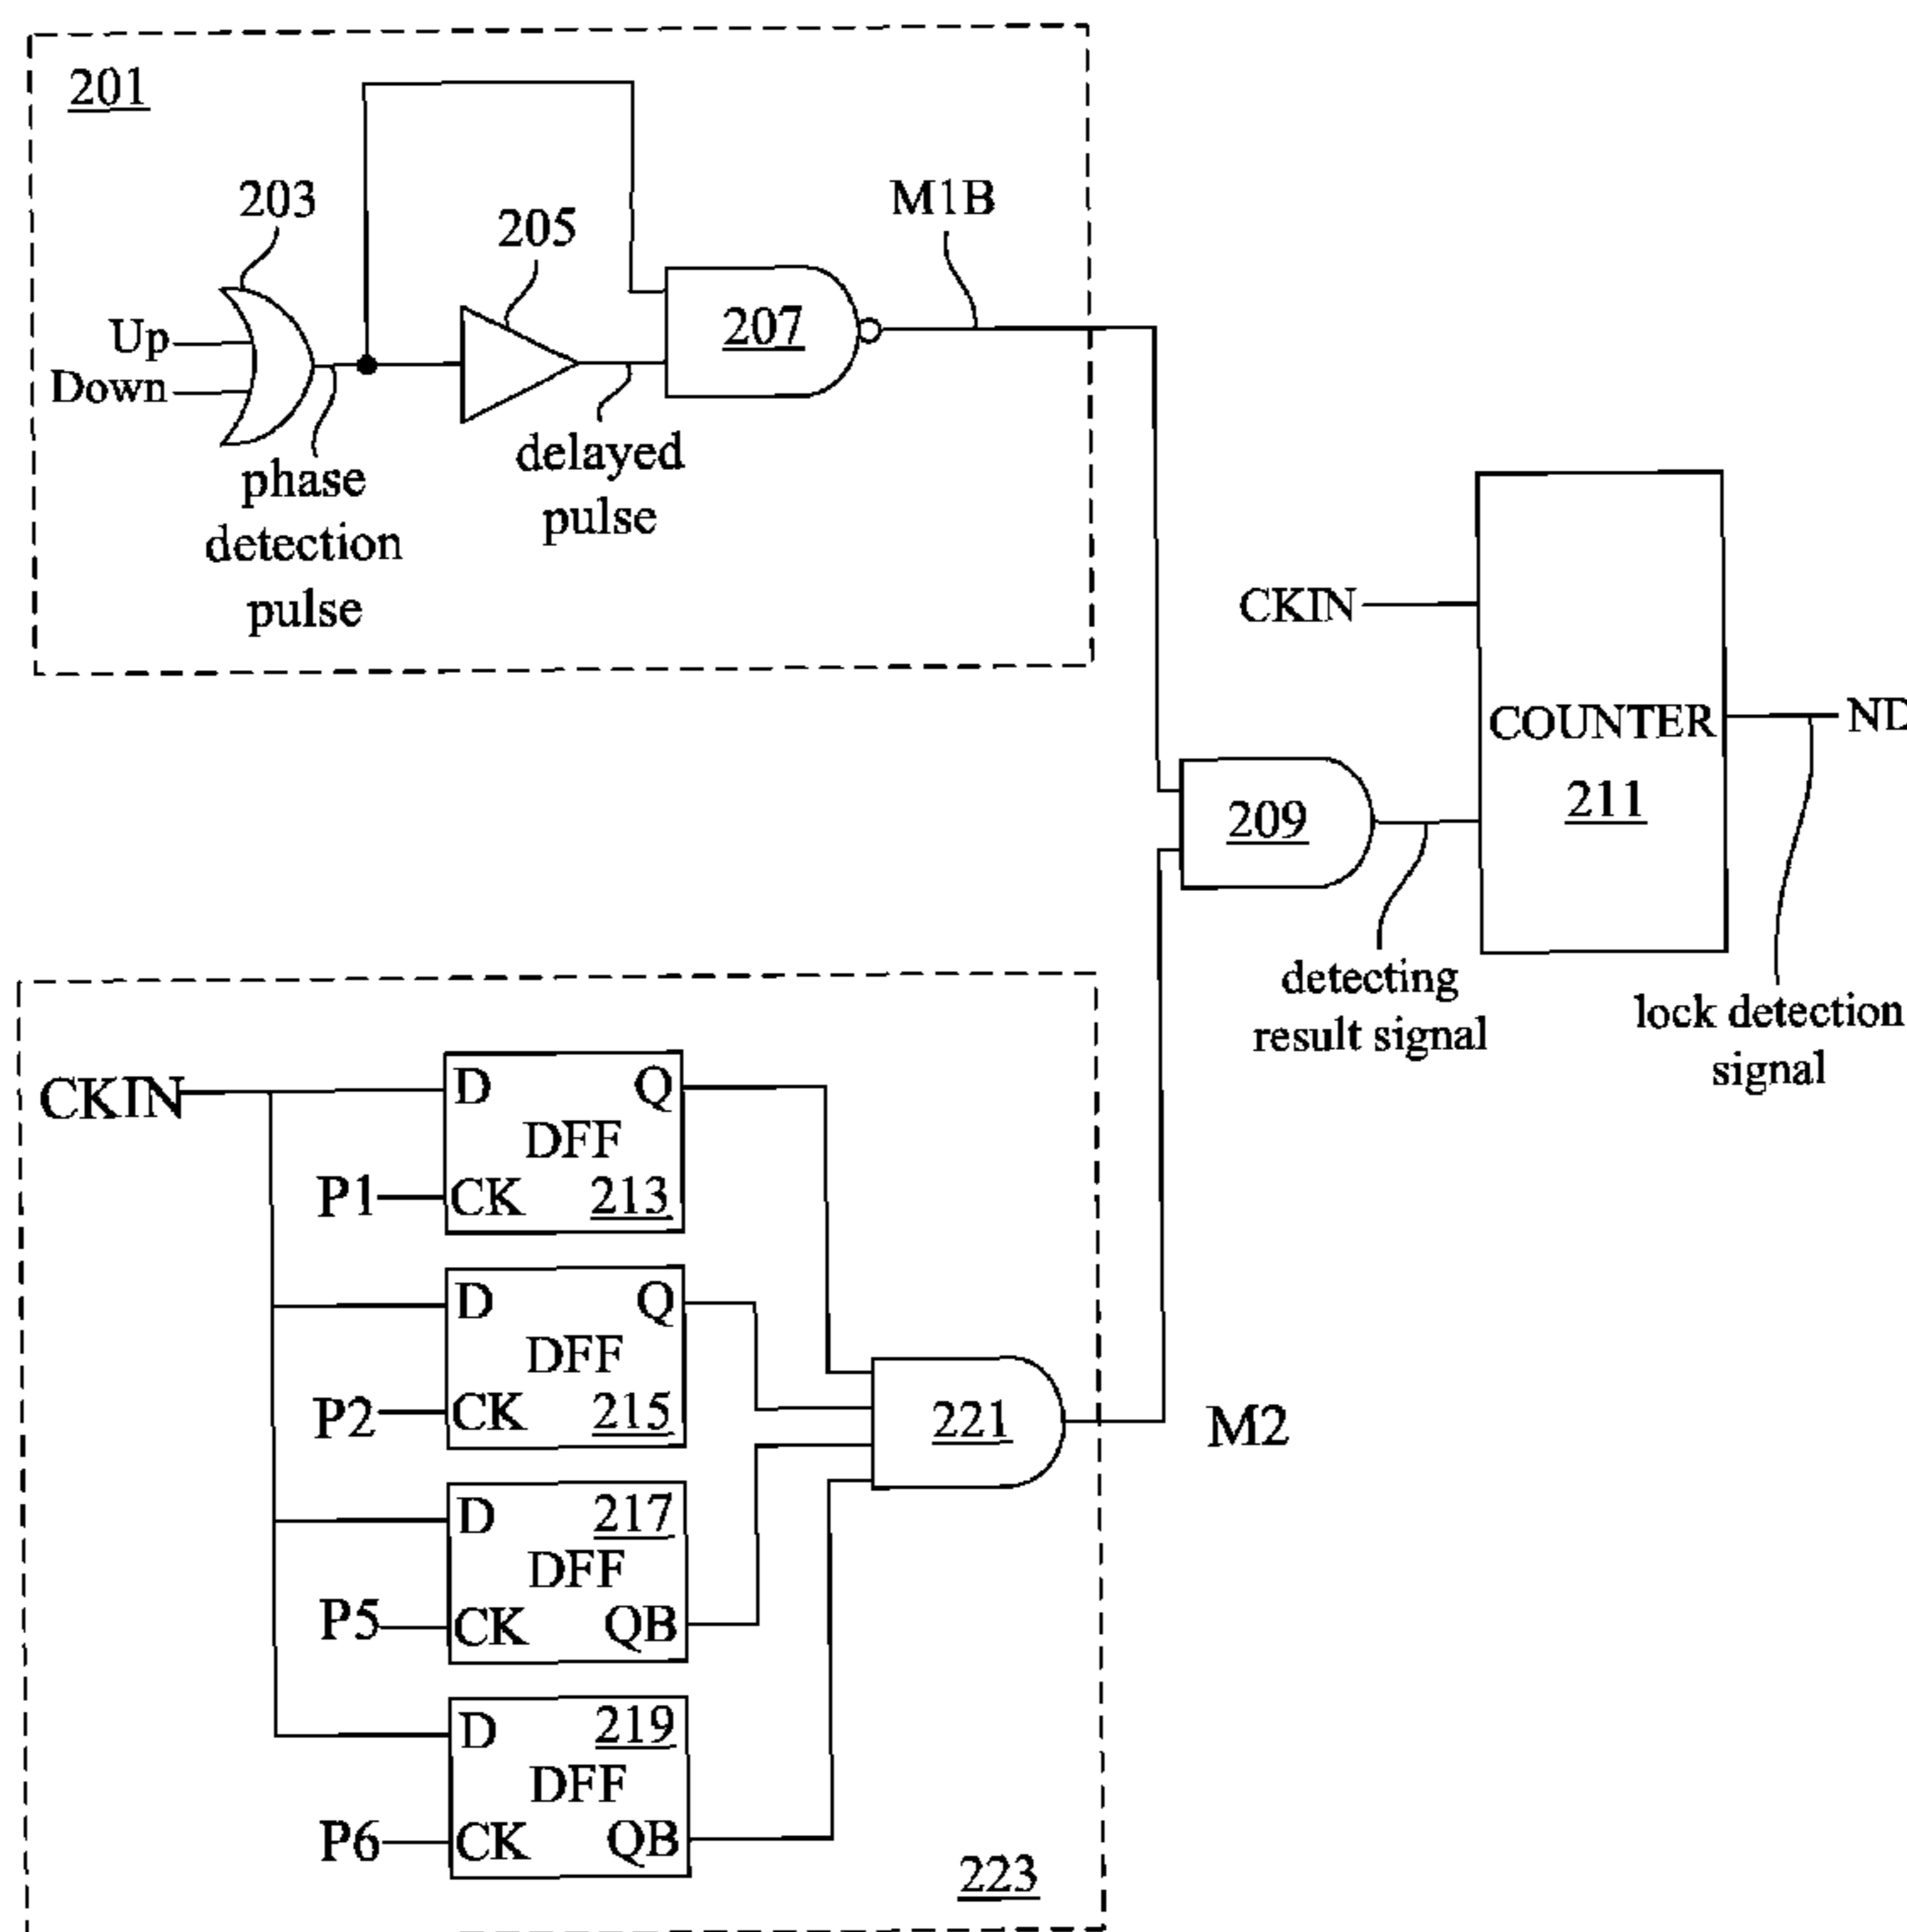 201
203
205
M1B
Up
Down
207
phase
detection
pulse
delayed
pulse
CKIN
COUNTER
211
ND
209
detecting
result signal
lock detection
signal
CKIN
D
Q
DFF
P1
CK
213
D
Q
DFF
P2
CK
215
221
M2
D
217
DFF
P5
CK
QB
D
219
DFF
P6
CK
QB
223